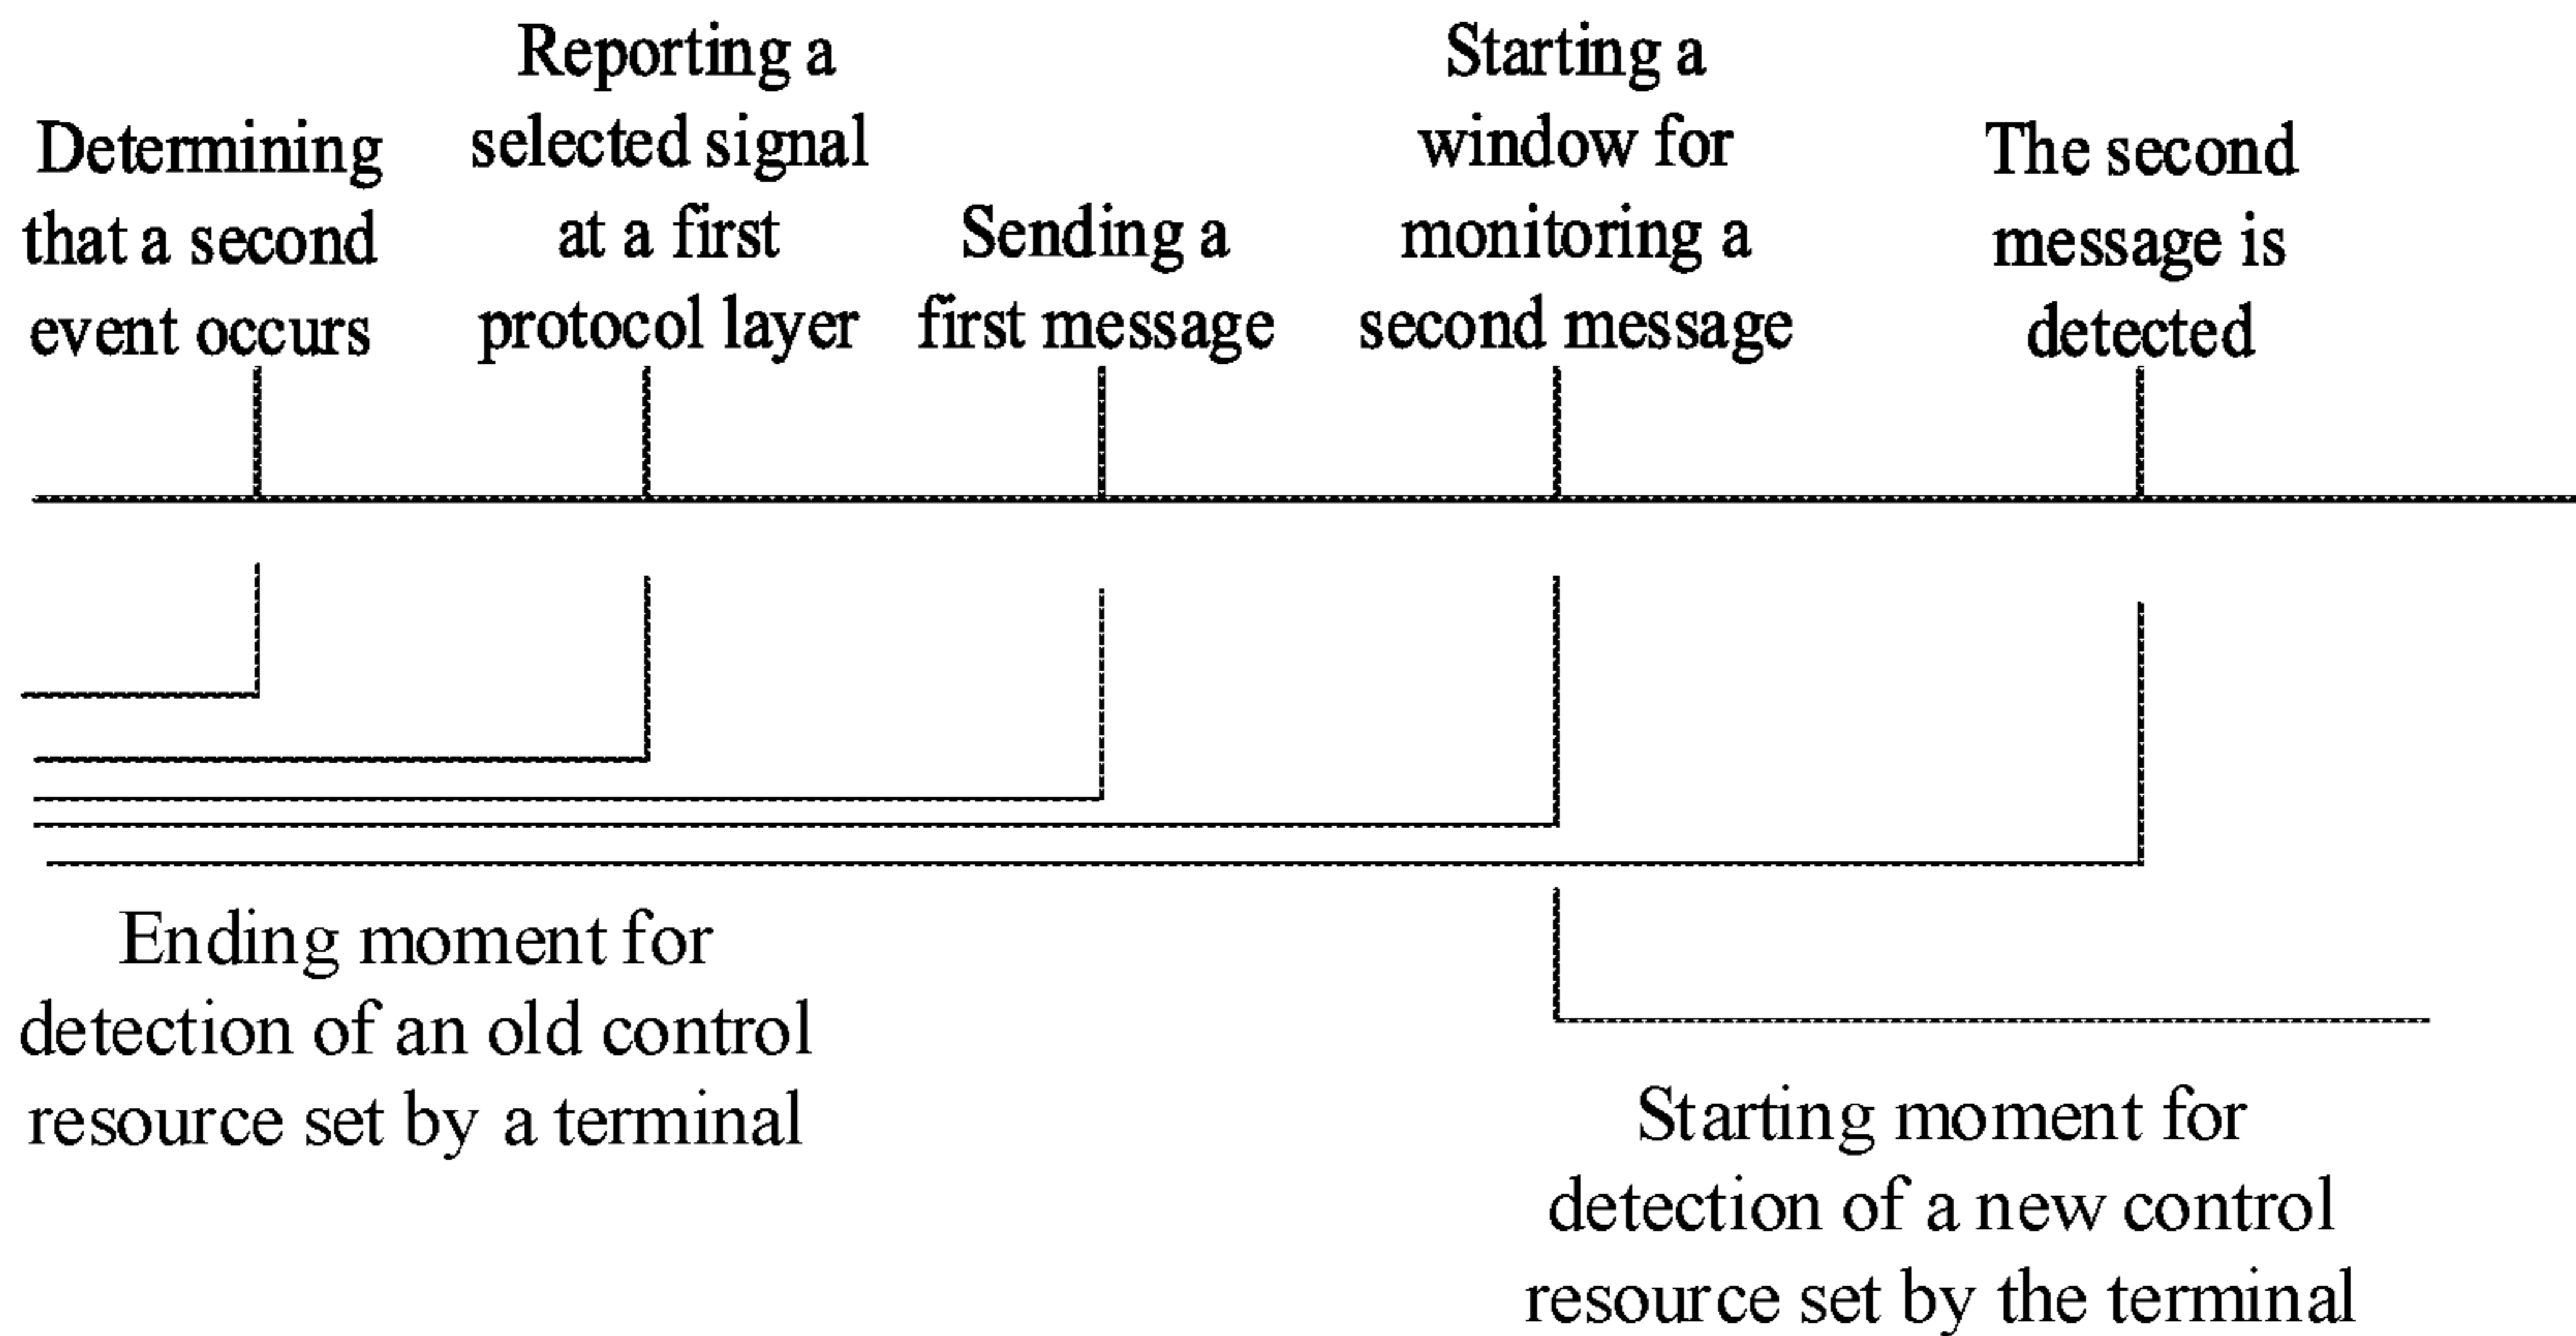 Determining
that a second
event occurs
Reporting a
selected signal
at a first
protocol layer
Sending a
first message
Starting a
window for
monitoring a
second message
The second
message is
detected
Ending moment for
detection of an old control
resource set by a terminal
Starting moment for
detection of a new control
resource set by the terminal